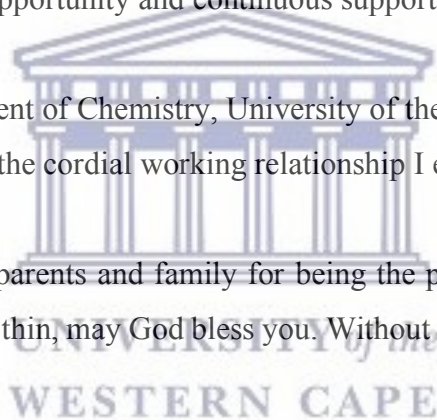 pportunity and continuous support
ent of Chemistry, University of the
the cordial working relationship I e
parents and family for being the p
thin, may God bless you. Without
UNIVERSITY of the
WESTERN CAPE